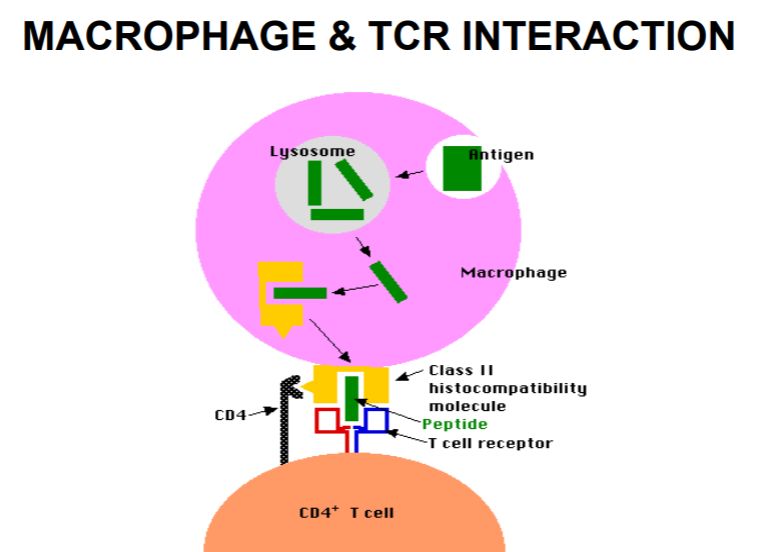 MACROPHAGE & TCR INTERACTION
Lysosome
Antigen
Macrophage
Class II
histocompatibility
molecule
CD4
Peptide
T cell receptor
CD4⁺ T cell